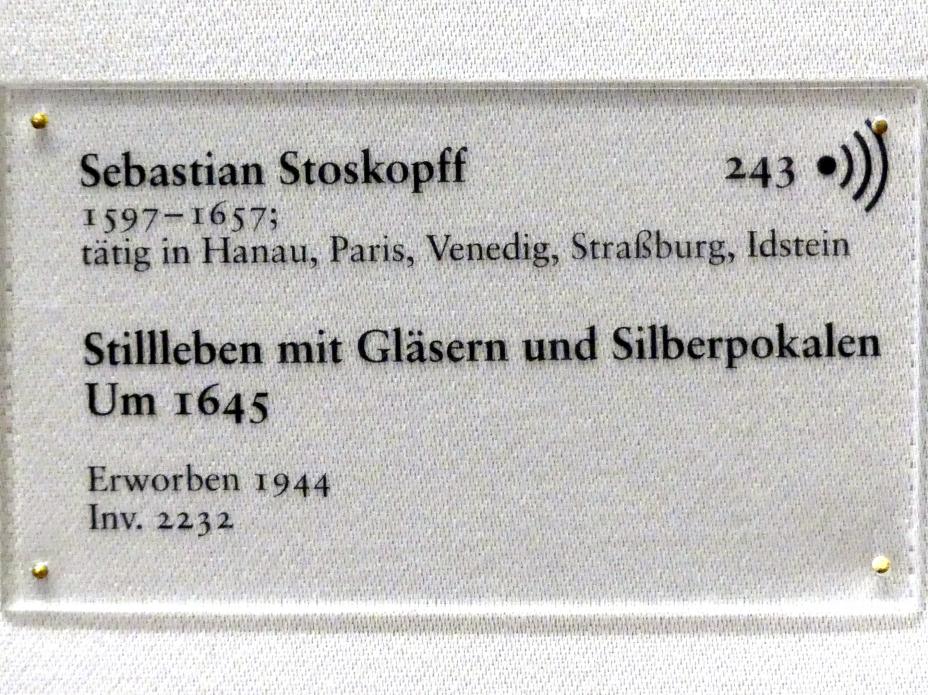 Sebastian Stoskopff 243
1597–1657;
tätig in Hanau, Paris, Venedig, Straßburg, Idstein
Stillleben mit Gläsern und Silberpokalen
Um 1645
Erworben 1944
Inv. 2232